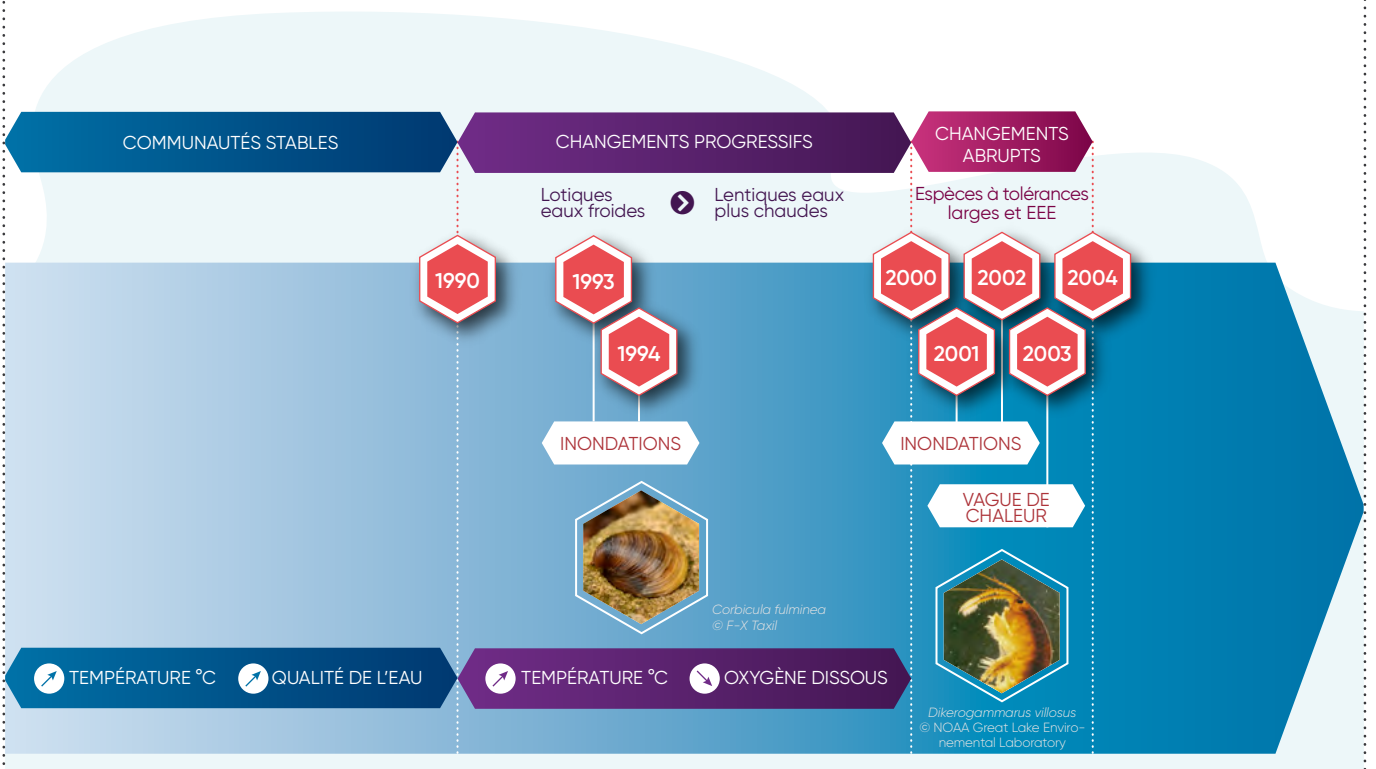 COMMUNAUTÉS STABLES
CHANGEMENTS PROGRESSIFS
CHANGEMENTS
ABRUPTS
Lotiques
eaux froides
Lentiques eaux
plus chaudes
Espèces à tolérances
larges et EEE
1990
1993
1994
2000
2001
2002
2003
2004
INONDATIONS
INONDATIONS
VAGUE DE
CHALEUR
Corbicula fulminea
© F-X Taxil
TEMPÉRATURE °C
QUALITÉ DE L'EAU
TEMPÉRATURE °C
OXYGÈNE DISSOUS
Dikerogammarus villosus
© NOAA Great Lake Enviro-
nemental Laboratory